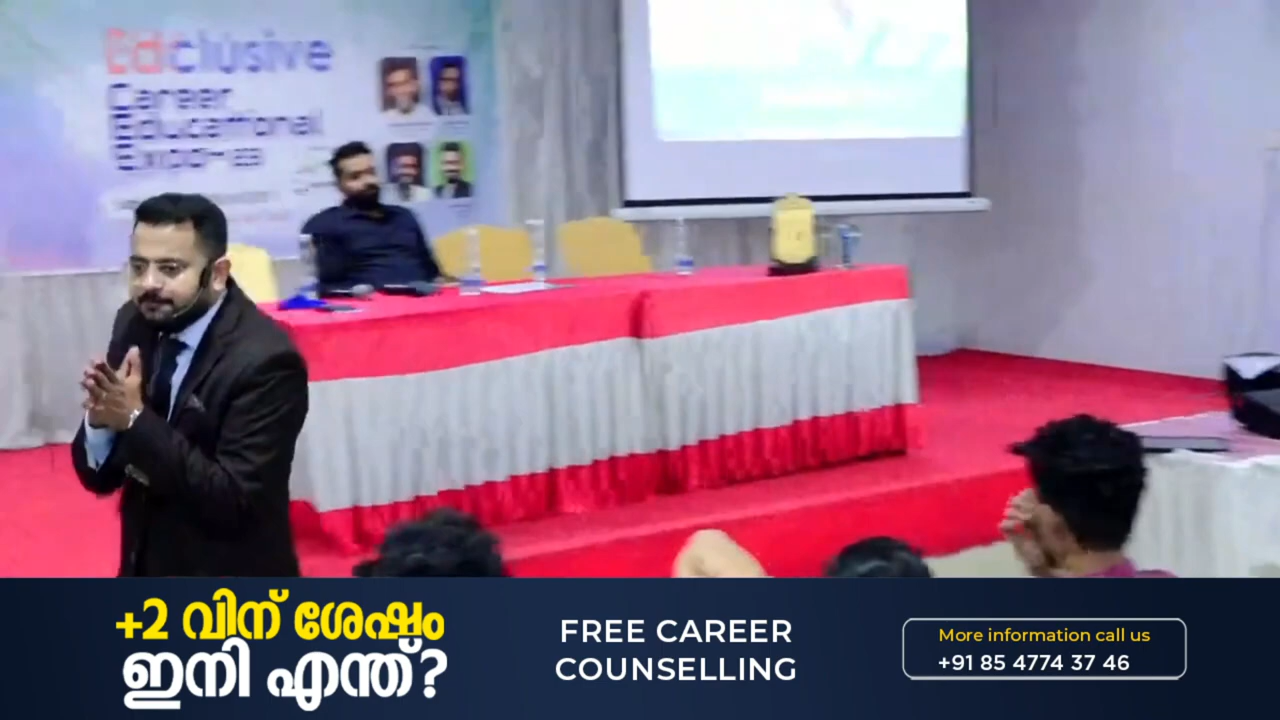 Edclusive
Career
Educational
Expo-
+2 വിന് ശേഷം
ഇനി എന്ത്?
FREE CAREER
COUNSELLING
More information call us
+91 85 4774 37 46